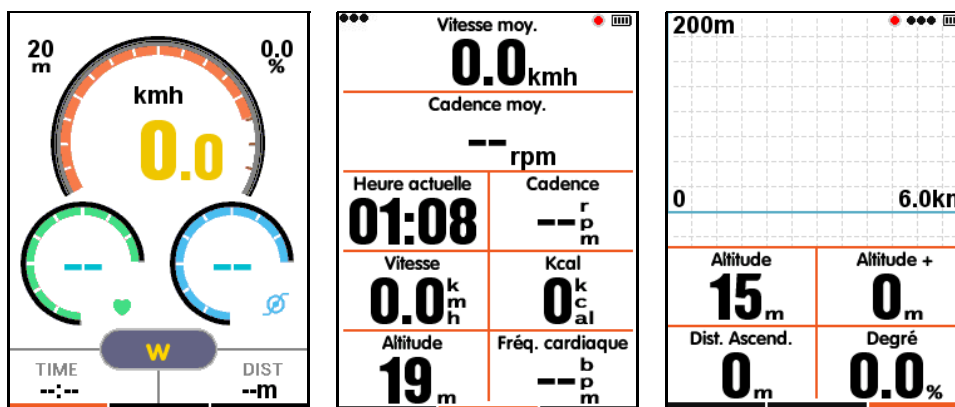 20
m
0.0
%
kmh
0.0
--
--
W
TIME
--:--
DIST
--m
Vitesse moy.
0.0kmh
Cadence moy.
--rpm
Heure actuelle
01:08
Cadence
--rpm
Vitesse
0.0kmh
Kcal
0kcal
Altitude
19m
Fréq. cardiaque
--bpm
200m
0
6.0km
Altitude
15m
Altitude +
0m
Dist. Ascend.
0m
Degré
0.0%